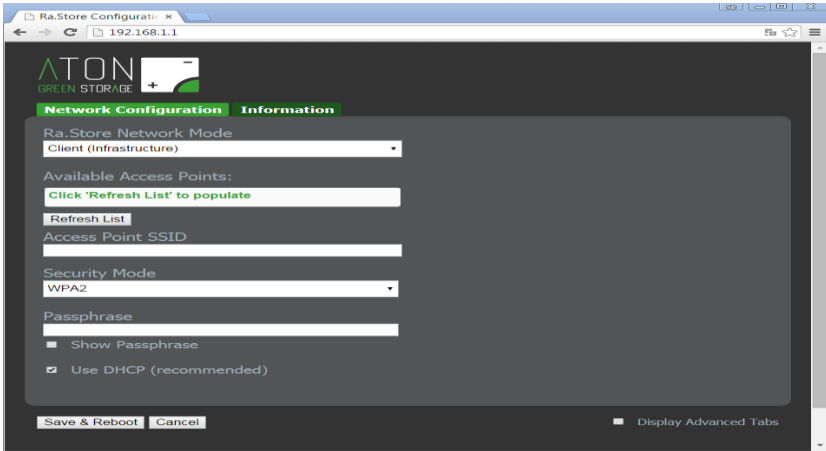 Ra.Store Configuratio
192.168.1.1
ATON
GREEN STORAGE
Network Configuration Information
Ra.Store Network Mode
Client (Infrastructure)
Available Access Points:
Click 'Refresh List' to populate
Refresh List
Access Point SSID
Security Mode
WPA2
Passphrase
Show Passphrase
Use DHCP (recommended)
Save & Reboot Cancel Display Advanced Tabs